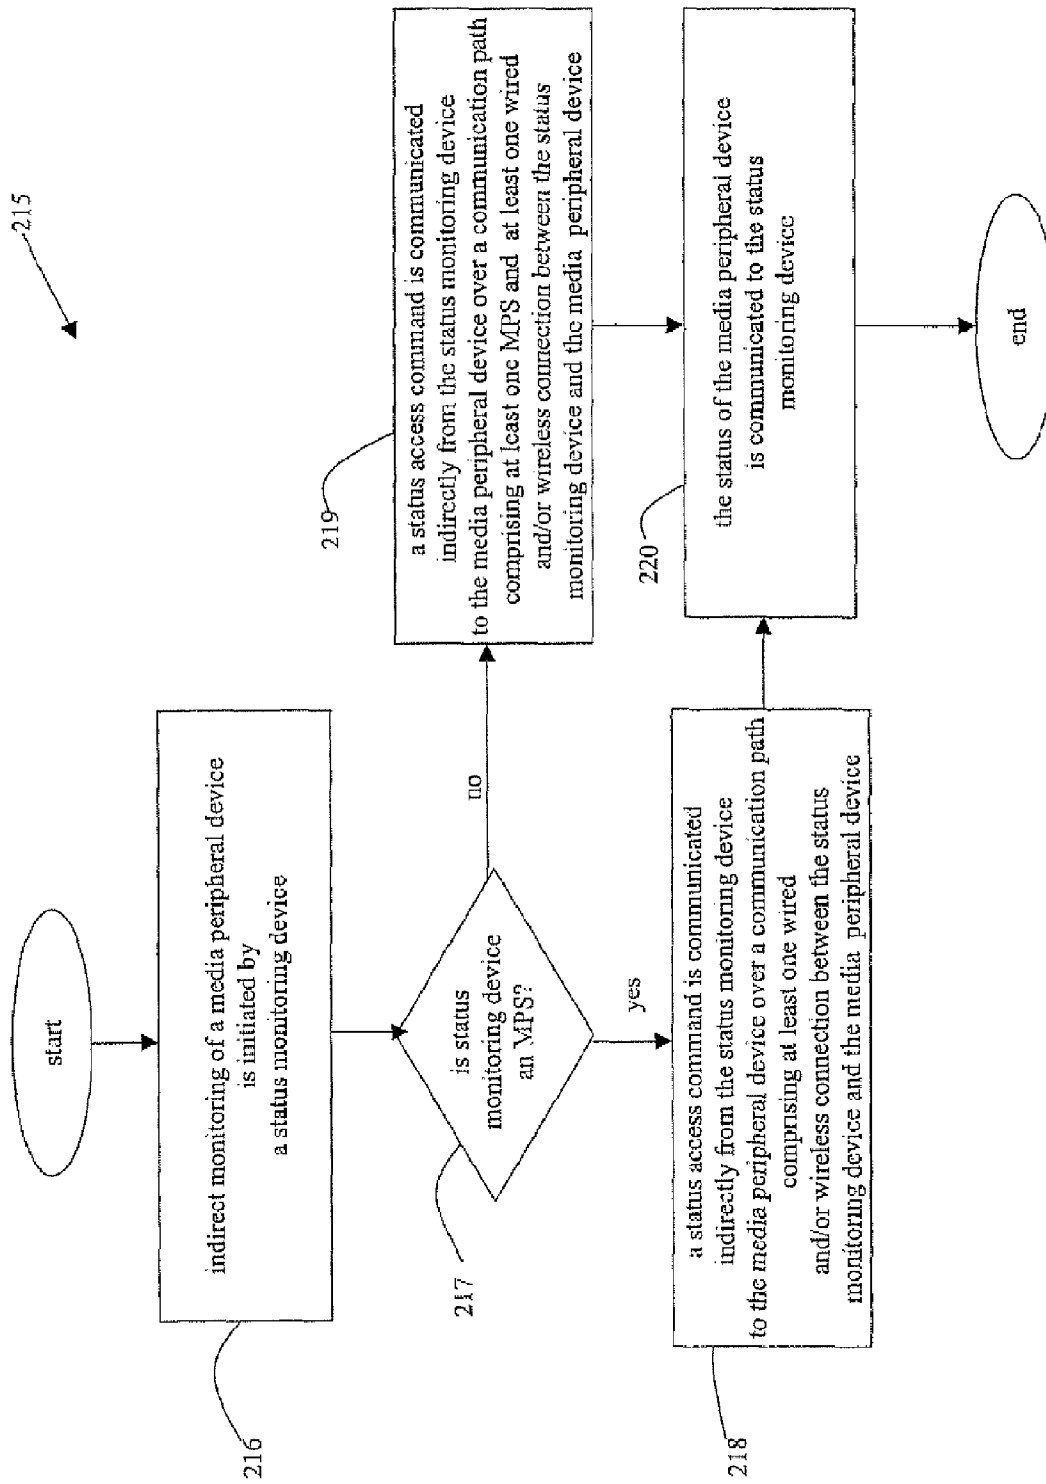 215
start
216
indirect monitoring of a media peripheral device
is initiated by
a status monitoring device
217
is status
monitoring device
an MPS?
no
yes
219
a status access command is communicated
indirectly from the status monitoring device
to the media peripheral device over a communication path
comprising at least one MPS and at least one wired
and/or wireless connection between the status
monitoring device and the media peripheral device
218
a status access command is communicated
indirectly from the status monitoring device
to the media peripheral device over a communication path
comprising at least one wired
and/or wireless connection between the status
monitoring device and the media peripheral device
220
the status of the media peripheral device
is communicated to the status
monitoring device
end